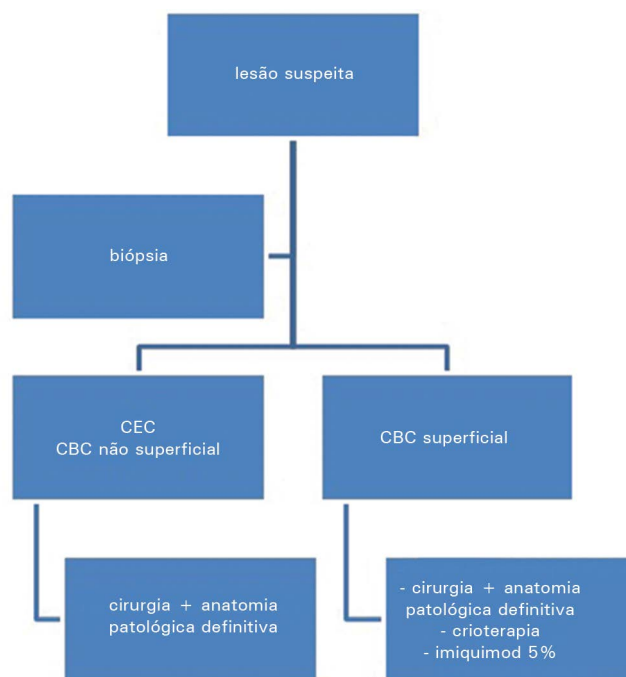 lesão suspeita
biópsia
CEC
CBC não superficial
CBC superficial
cirurgia + anatomia
patológica definitiva
- cirurgia + anatomia
patológica definitiva
- crioterapia
- imiquimod 5%